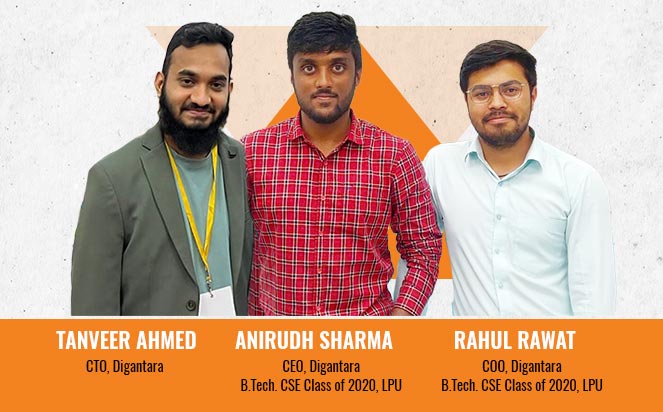 TANVEER AHMED
CTO, Digantara
ANIRUDH SHARMA
CEO, Digantara
B.Tech. CSE Class of 2020, LPU
RAHUL RAWAT
COO, Digantara
B.Tech. CSE Class of 2020, LPU